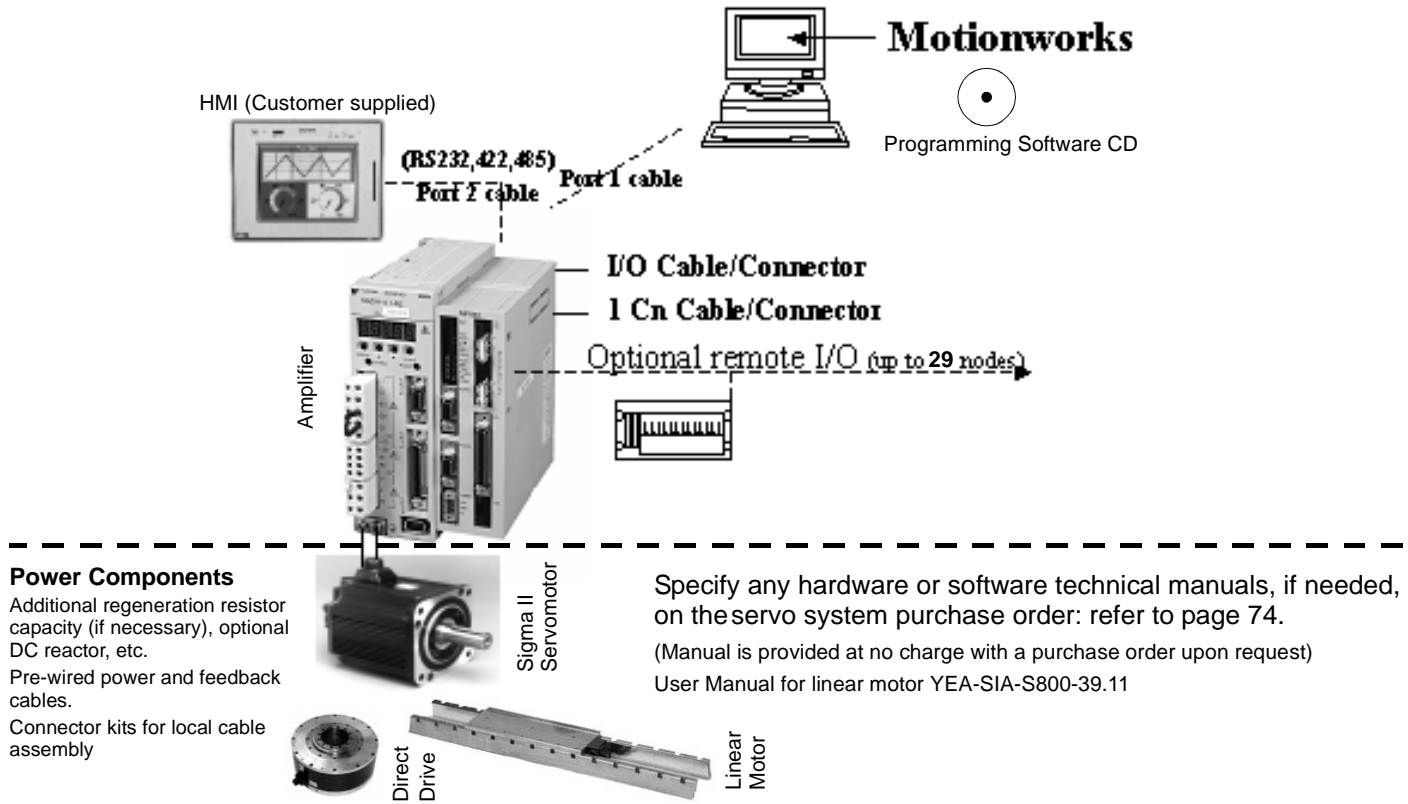 Motionworks
Programming Software CD
HMI (Customer supplied)
(RS232,422,485)
Port 2 cable
Port 1 cable
I/O Cable/Connector
1 Cn Cable/Connector
Optional remote I/O (up to 29 nodes)
Amplifier
Power Components
Additional regeneration resistor
capacity (if necessary), optional
DC reactor, etc.
Pre-wired power and feedback
cables.
Connector kits for local cable
assembly
Sigma II
Servomotor
Direct
Drive
Linear
Motor
Specify any hardware or software technical manuals, if needed,
on the servo system purchase order: refer to page 74.
(Manual is provided at no charge with a purchase order upon request)
User Manual for linear motor YEA-SIA-S800-39.11